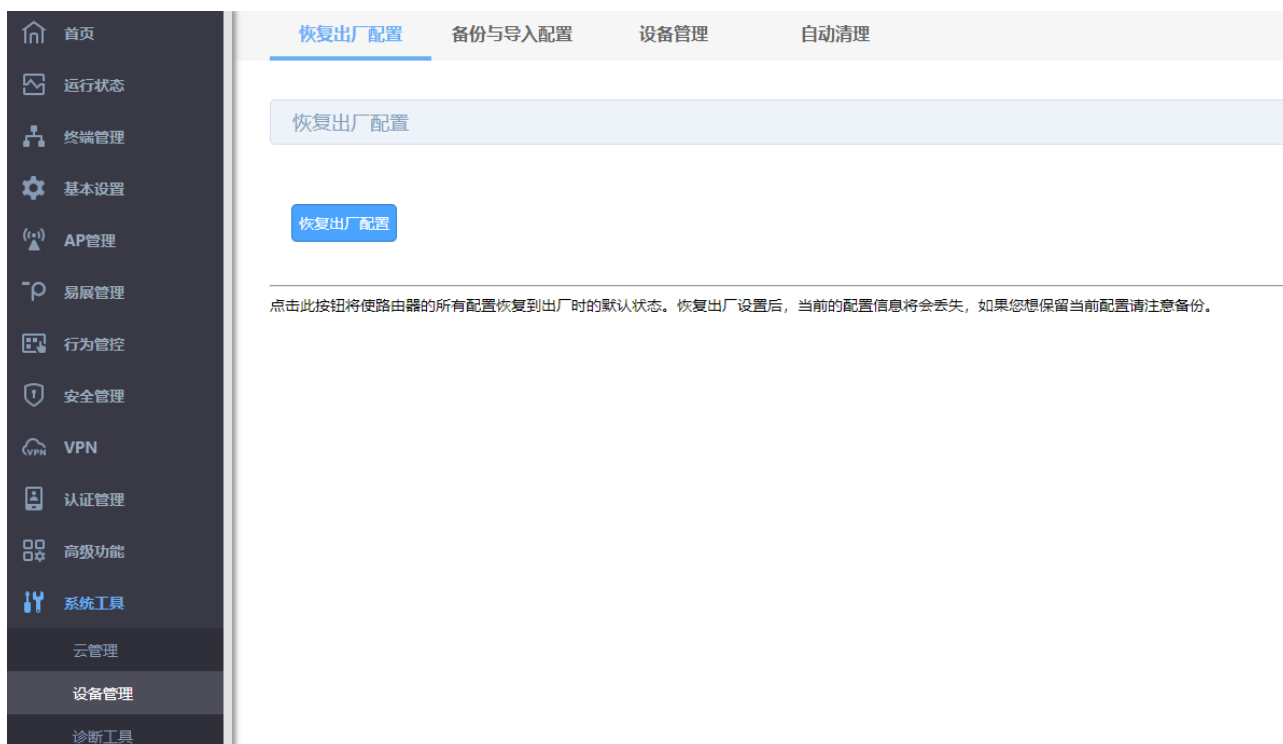 首页
运行状态
终端管理
基本设置
AP管理
易展管理
行为管控
安全管理
VPN
VPN
认证管理
高级功能
系统工具
云管理
设备管理
诊断工具
恢复出厂配置 备份与导入配置 设备管理 自动清理
恢复出厂配置
恢复出厂配置
点击此按钮将使路由器的所有配置恢复到出厂时的默认状态。恢复出厂设置后，当前的配置信息将会丢失，如果您想保留当前配置请注意备份。